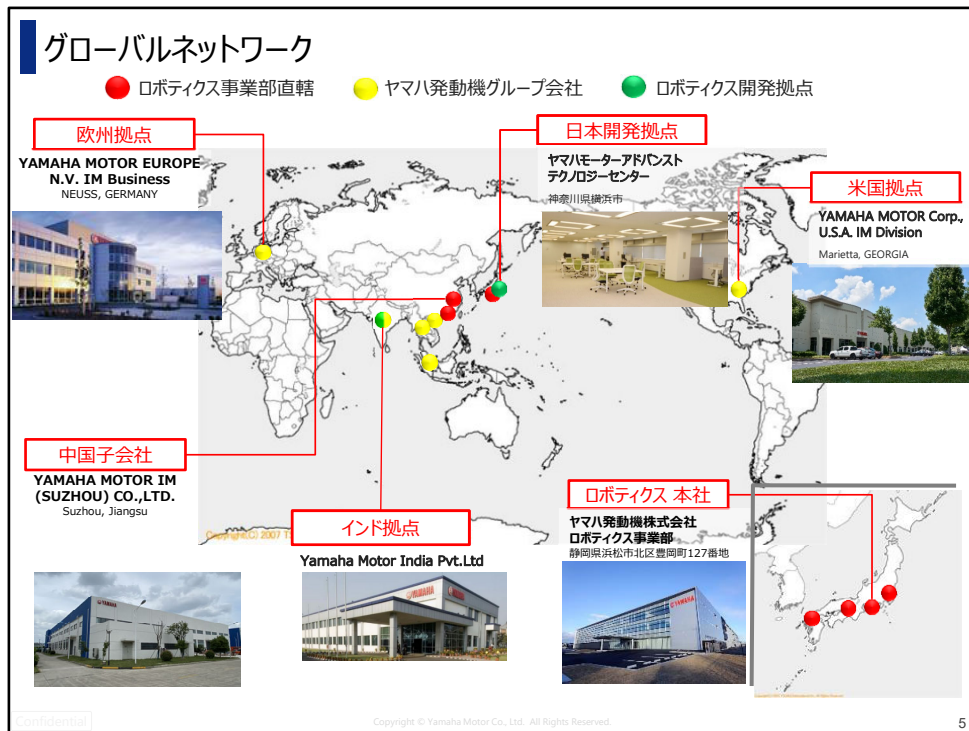 グローバルネットワーク
ロボティクス事業部直轄
ヤマハ発動機グループ会社
ロボティクス開発拠点
欧州拠点
YAMAHA MOTOR EUROPE
N.V. IM Business
NEUSS, GERMANY
日本開発拠点
ヤマハモーターアドバンスト
テクノロジーセンター
神奈川県横浜市
米国拠点
YAMAHA MOTOR Corp.,
U.S.A. IM Division
Marietta, GEORGIA
中国子会社
YAMAHA MOTOR IM
(SUZHOU) CO.,LTD.
Suzhou, Jiangsu
インド拠点
Yamaha Motor India Pvt.Ltd
YAMAHA
ロボティクス 本社
ヤマハ発動機株式会社
ロボティクス事業部
静岡県浜松市北区豊岡町127番地
YAMAHA
YAMAHA
Copyright(C) 2007
Confidential
Copyright © Yamaha Motor Co., Ltd. All Rights Reserved.
5